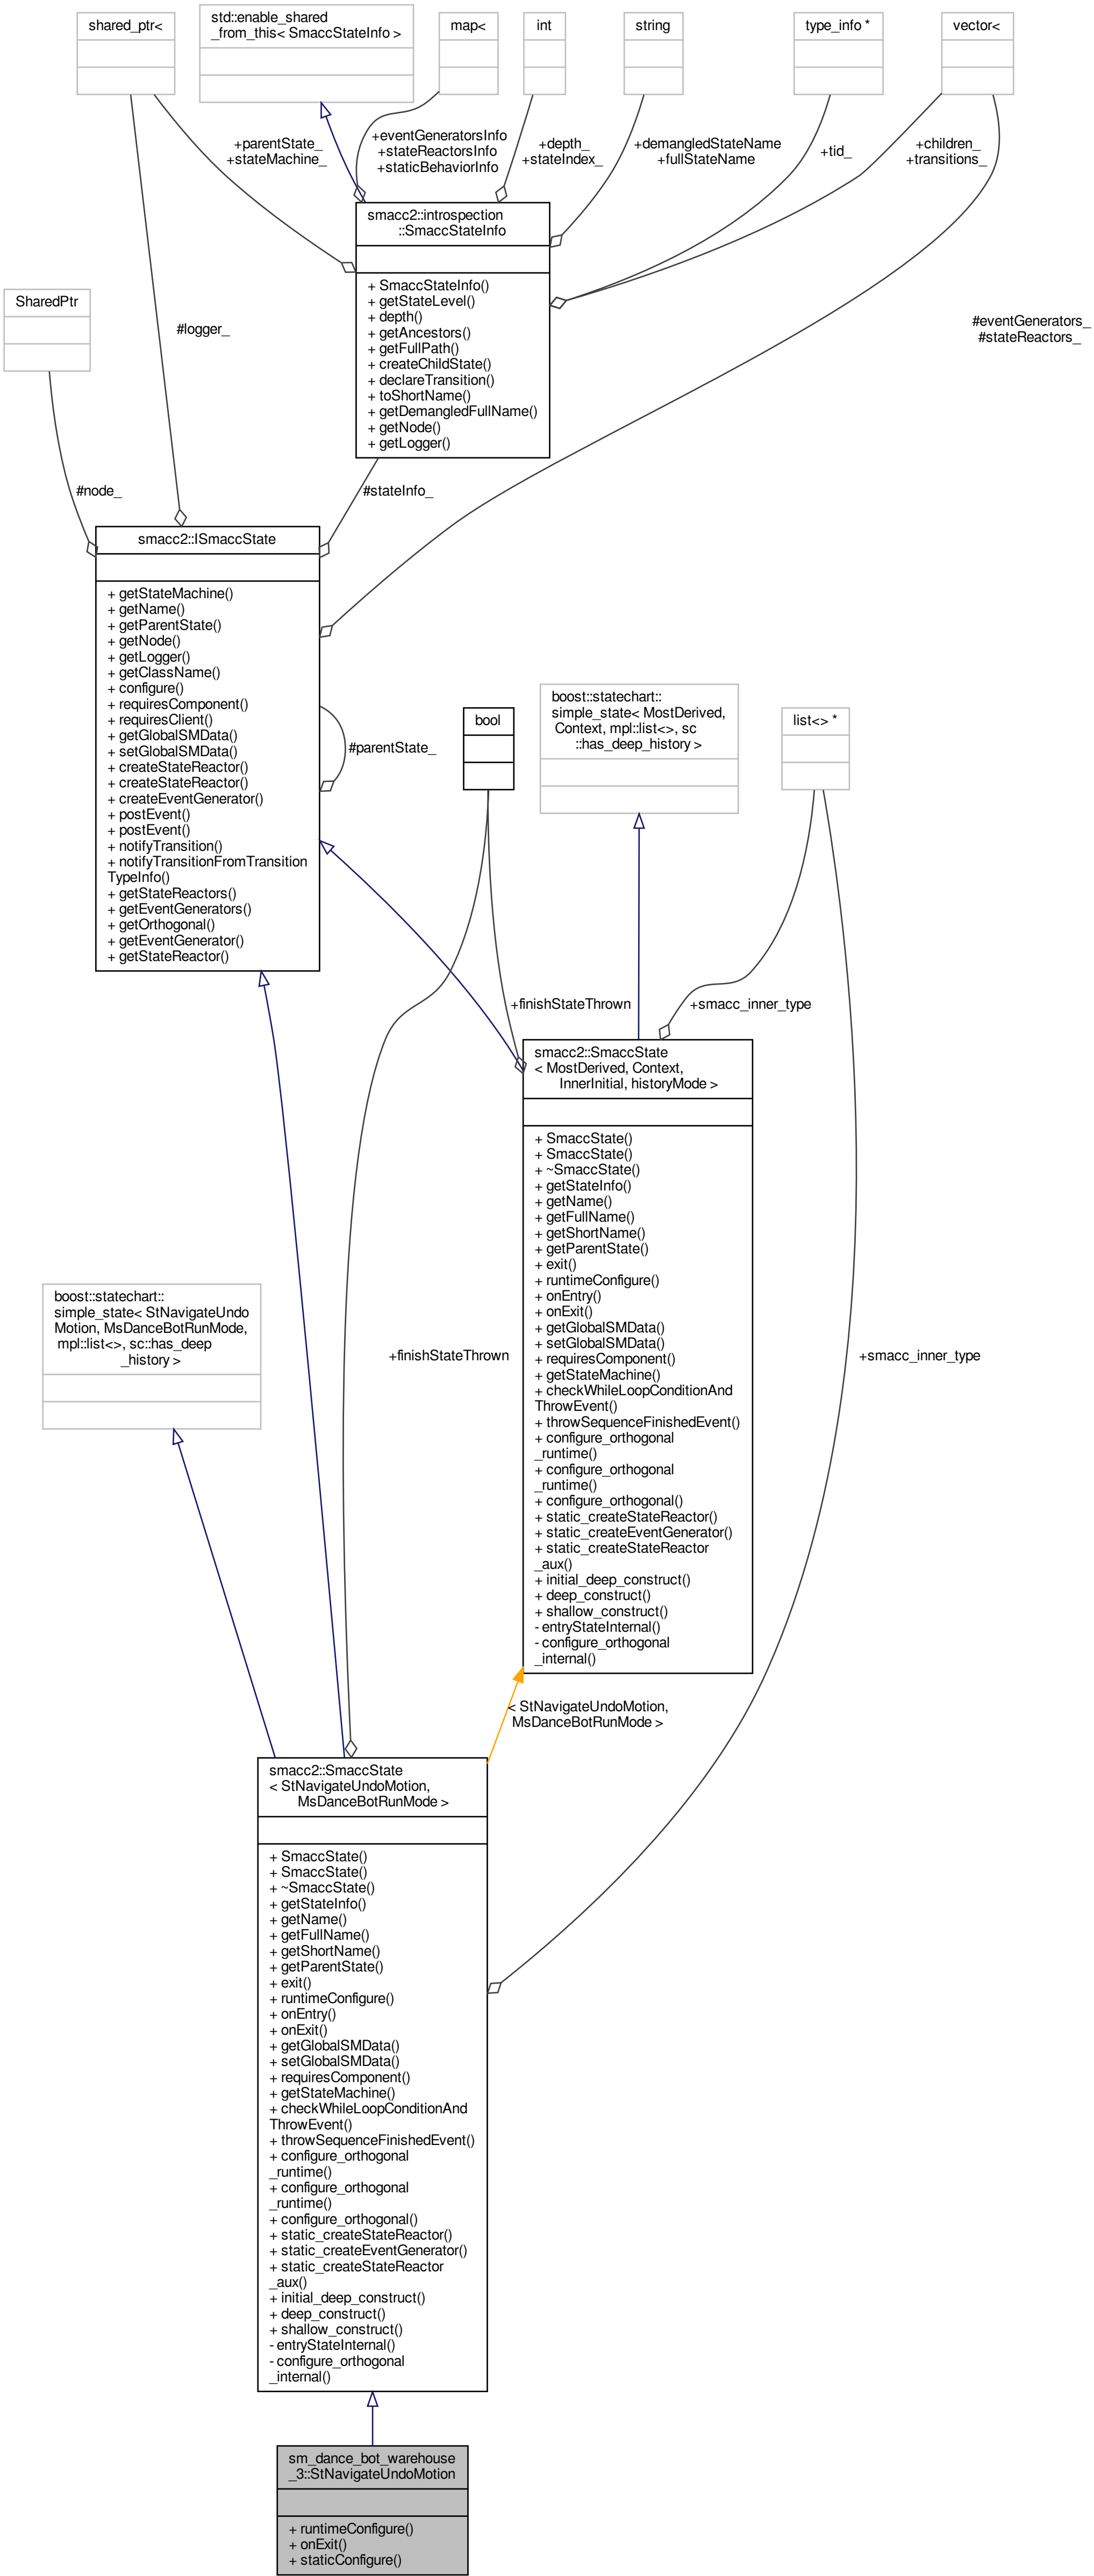 shared_ptr<
std::enable_shared
_from_this< SmaccStateInfo >
map<
int
string
type_info *
vector<
+parentState_
+stateMachine_
+eventGeneratorsInfo
+stateReactorsInfo
+staticBehaviorInfo
+depth_
+stateIndex_
+demangledStateName
+fullStateName
+tid_
+children_
+transitions_
smacc2::introspection
::SmaccStateInfo
+ SmaccStateInfo()
+ getStateLevel()
+ depth()
+ getAncestors()
+ getFullPath()
+ createChildState()
+ declareTransition()
+ toShortName()
+ getDemangledFullName()
+ getNode()
+ getLogger()
SharedPtr
#logger_
#eventGenerators_
#stateReactors_
#node_
#stateInfo_
smacc2::ISmaccState
+ getStateMachine()
+ getName()
+ getParentState()
+ getNode()
+ getLogger()
+ getClassName()
+ configure()
+ requiresComponent()
+ requiresClient()
+ getGlobalSMData()
+ setGlobalSMData()
+ createStateReactor()
+ createStateReactor()
+ createEventGenerator()
+ postEvent()
+ postEvent()
+ notifyTransition()
+ notifyTransitionFromTransition
TypeInfo()
+ getStateReactors()
+ getEventGenerators()
+ getOrthogonal()
+ getEventGenerator()
+ getStateReactor()
#parentState_
bool
boost::statechart::
simple_state< MostDerived,
Context, mpl::list<>, sc
::has_deep_history >
list<> *
+finishStateThrown
+smacc_inner_type
smacc2::SmaccState
< MostDerived, Context,
InnerInitial, historyMode >
+ SmaccState()
+ SmaccState()
+ ~SmaccState()
+ getStateInfo()
+ getName()
+ getFullName()
+ getShortName()
+ getParentState()
+ exit()
+ runtimeConfigure()
+ onEntry()
+ onExit()
+ getGlobalSMData()
+ setGlobalSMData()
+ requiresComponent()
+ getStateMachine()
+ checkWhileLoopConditionAnd
ThrowEvent()
+ throwSequenceFinishedEvent()
+ configure_orthogonal
_runtime()
+ configure_orthogonal
_runtime()
+ configure_orthogonal()
+ static_createStateReactor()
+ static_createEventGenerator()
+ static_createStateReactor
_aux()
+ initial_deep_construct()
+ deep_construct()
+ shallow_construct()
- entryStateInternal()
- configure_orthogonal
_internal()
boost::statechart::
simple_state< StNavigateUndo
Motion, MsDanceBotRunMode,
mpl::list<>, sc::has_deep
_history >
+finishStateThrown
+smacc_inner_type
< StNavigateUndoMotion,
MsDanceBotRunMode >
smacc2::SmaccState
< StNavigateUndoMotion,
MsDanceBotRunMode >
+ SmaccState()
+ SmaccState()
+ ~SmaccState()
+ getStateInfo()
+ getName()
+ getFullName()
+ getShortName()
+ getParentState()
+ exit()
+ runtimeConfigure()
+ onEntry()
+ onExit()
+ getGlobalSMData()
+ setGlobalSMData()
+ requiresComponent()
+ getStateMachine()
+ checkWhileLoopConditionAnd
ThrowEvent()
+ throwSequenceFinishedEvent()
+ configure_orthogonal
_runtime()
+ configure_orthogonal
_runtime()
+ configure_orthogonal()
+ static_createStateReactor()
+ static_createEventGenerator()
+ static_createStateReactor
_aux()
+ initial_deep_construct()
+ deep_construct()
+ shallow_construct()
- entryStateInternal()
- configure_orthogonal
_internal()
sm_dance_bot_warehouse
_3::StNavigateUndoMotion
+ runtimeConfigure()
+ onExit()
+ staticConfigure()